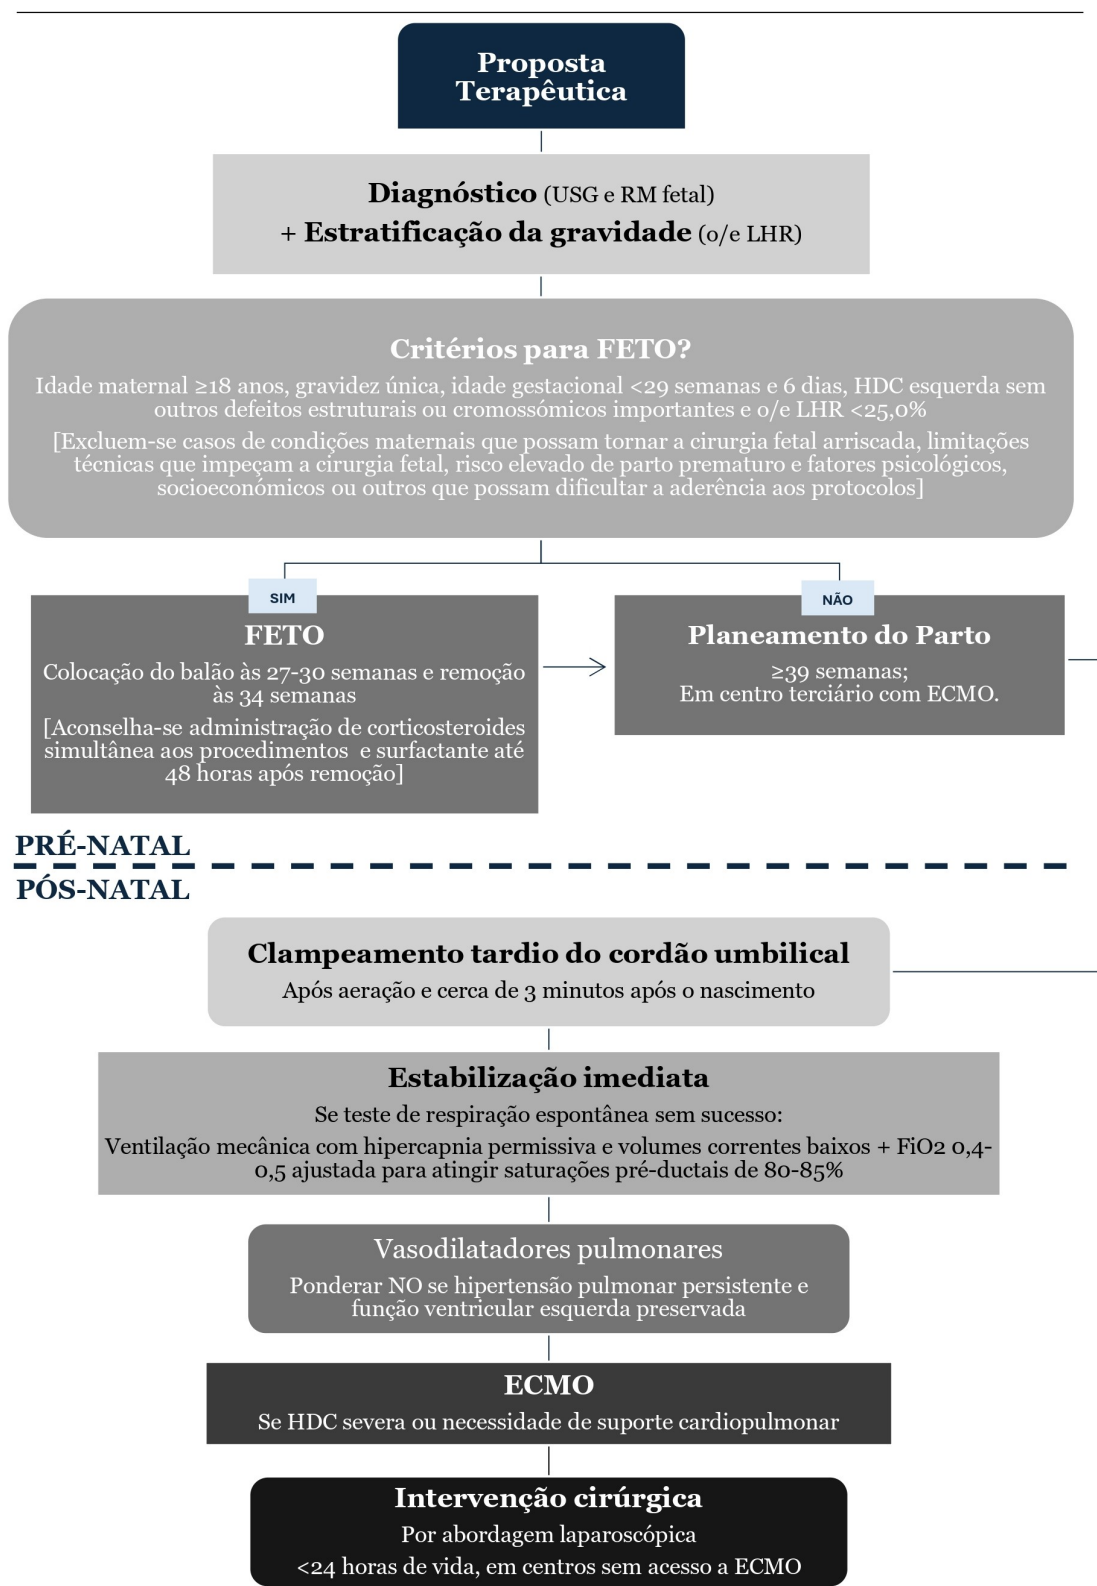 Proposta
Terapêutica
Diagnóstico (USG e RM fetal)
+ Estratificação da gravidade (o/e LHR)
Critérios para FETO?
Idade maternal ≥18 anos, gravidez única, idade gestacional <29 semanas e 6 dias, HDC esquerda sem
outros defeitos estruturais ou cromossómicos importantes e o/e LHR <25,0%
[Excluem-se casos de condições maternais que possam tornar a cirurgia fetal arriscada, limitações
técnicas que impeçam a cirurgia fetal, risco elevado de parto prematuro e fatores psicológicos,
socioeconómicos ou outros que possam dificultar a aderência aos protocolos]
SIM
FETO
Colocação do balão às 27-30 semanas e remoção
às 34 semanas
[Aconselha-se administração de corticosteroides
simultânea aos procedimentos e surfactante até
48 horas após remoção]
NÃO
Planeamento do Parto
≥39 semanas;
Em centro terciário com ECMO.
PRÉ-NATAL
PÓS-NATAL
Clampeamento tardio do cordão umbilical
Após aeração e cerca de 3 minutos após o nascimento
Estabilização imediata
Se teste de respiração espontânea sem sucesso:
Ventilação mecânica com hipercapnia permissiva e volumes correntes baixos + FiO2 0,4-
0,5 ajustada para atingir saturações pré-ductais de 80-85%
Vasodilatadores pulmonares
Ponderar NO se hipertensão pulmonar persistente e
função ventricular esquerda preservada
ECMO
Se HDC severa ou necessidade de suporte cardiopulmonar
Intervenção cirúrgica
Por abordagem laparoscópica
<24 horas de vida, em centros sem acesso a ECMO